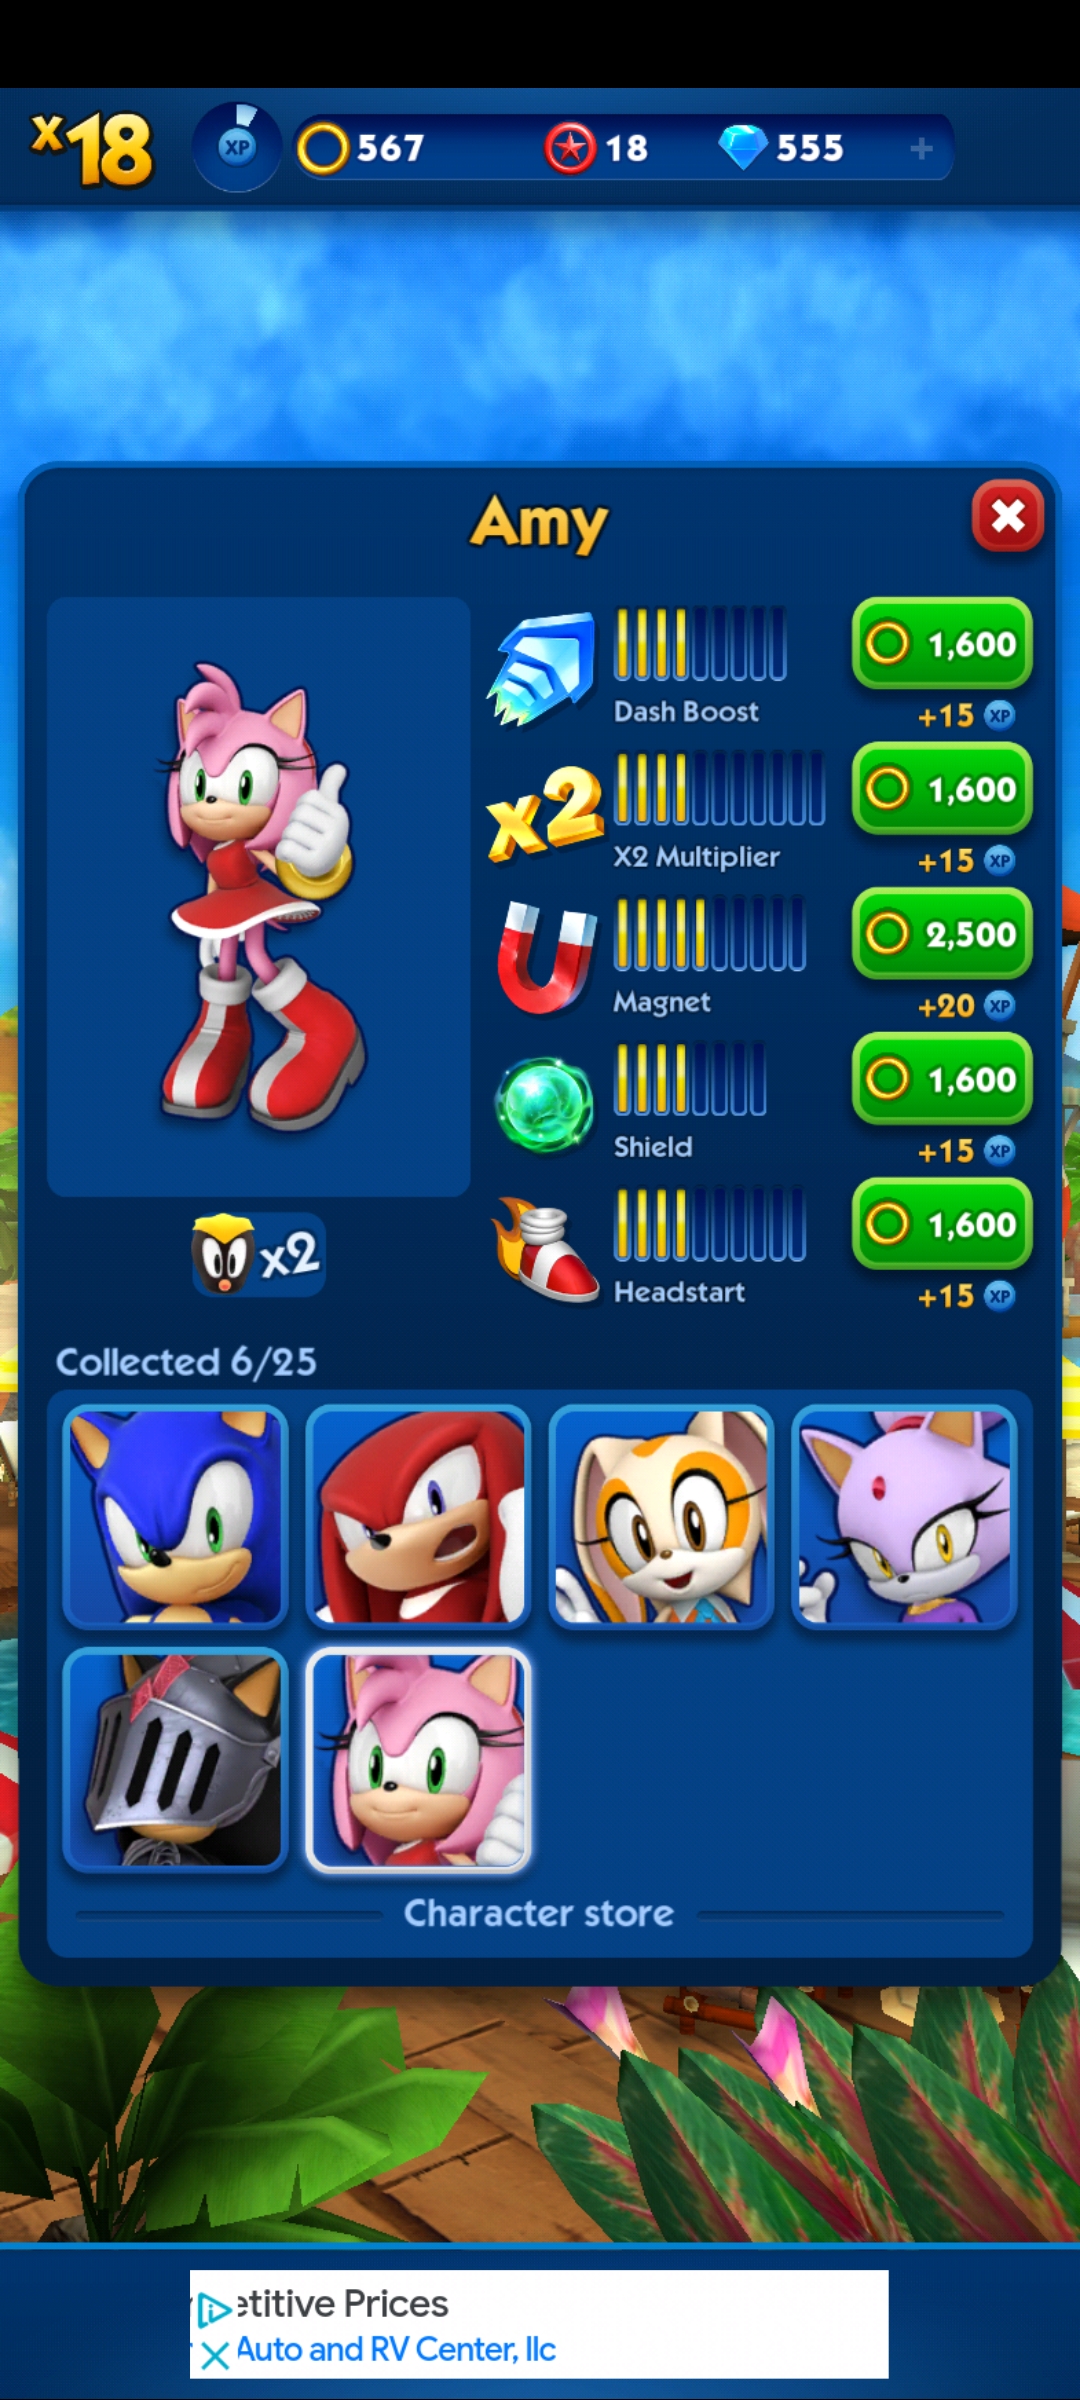 x18
XP
567
18
555
+
Amy
1,600
Dash Boost
+15 XP
x2
1,600
X2 Multiplier
+15 XP
2,500
Magnet
+20 XP
1,600
Shield
+15 XP
1,600
Headstart
+15 XP
x2
Collected 6/25
Character store
etitive Prices
Auto and RV Center, llc